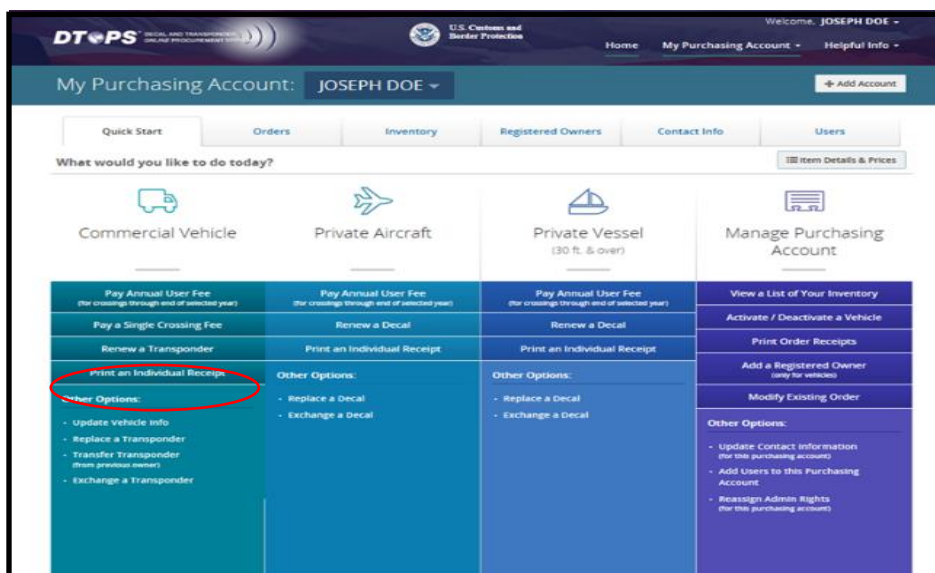 Welcome, JOSEPH DOE
DTOPS DECAL AND TRANSPONDER
ONLINE PROCUREMENT
U.S. Customs and
Border Protection
Home My Purchasing Account Helpful Info
My Purchasing Account: JOSEPH DOE
+ Add Account
Quick Start Orders Inventory Registered Owners Contact Info Users
What would you like to do today?
Item Details & Prices
Commercial Vehicle
Private Aircraft
Private Vessel
(30 ft. & over)
Manage Purchasing
Account
Pay Annual User Fee
(for crossings through end of selected year)
Pay a Single Crossing Fee
Renew a Transponder
Print an Individual Receipt
Other Options:
- Update Vehicle Info
- Replace a Transponder
- Transfer Transponder
(from previous owner)
- Exchange a Transponder
Pay Annual User Fee
(for crossings through end of selected year)
Renew a Decal
Print an Individual Receipt
Other Options:
- Replace a Decal
- Exchange a Decal
Pay Annual User Fee
(for crossings through end of selected year)
Renew a Decal
Print an Individual Receipt
Other Options:
- Replace a Decal
- Exchange a Decal
View a List of Your Inventory
Activate / Deactivate a Vehicle
Print Order Receipts
Add a Registered Owner
(only for vehicles)
Modify Existing Order
Other Options:
- Update Contact Information
(for this purchasing account)
- Add Users to this Purchasing
Account
- Reassign Admin Rights
(for this purchasing account)